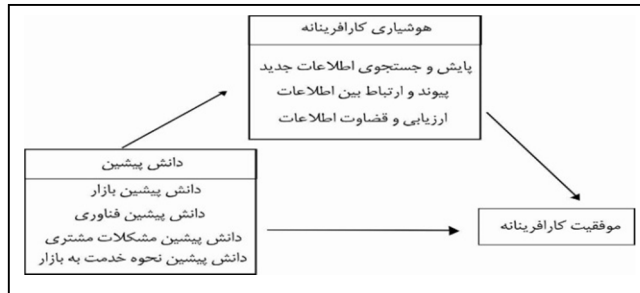 هوشیاری کارافرینانه
پایش و جستجوی اطلاعات جدید
پیوند و ارتباط بین اطلاعات
ارزیابی و قضاوت اطلاعات
دانش پیشین
دانش پیشین بازار
دانش پیشین فناوری
دانش پیشین مشکلات مشتری
دانش پیشین نحوه خدمت به بازار
موفقیت کارافرینانه